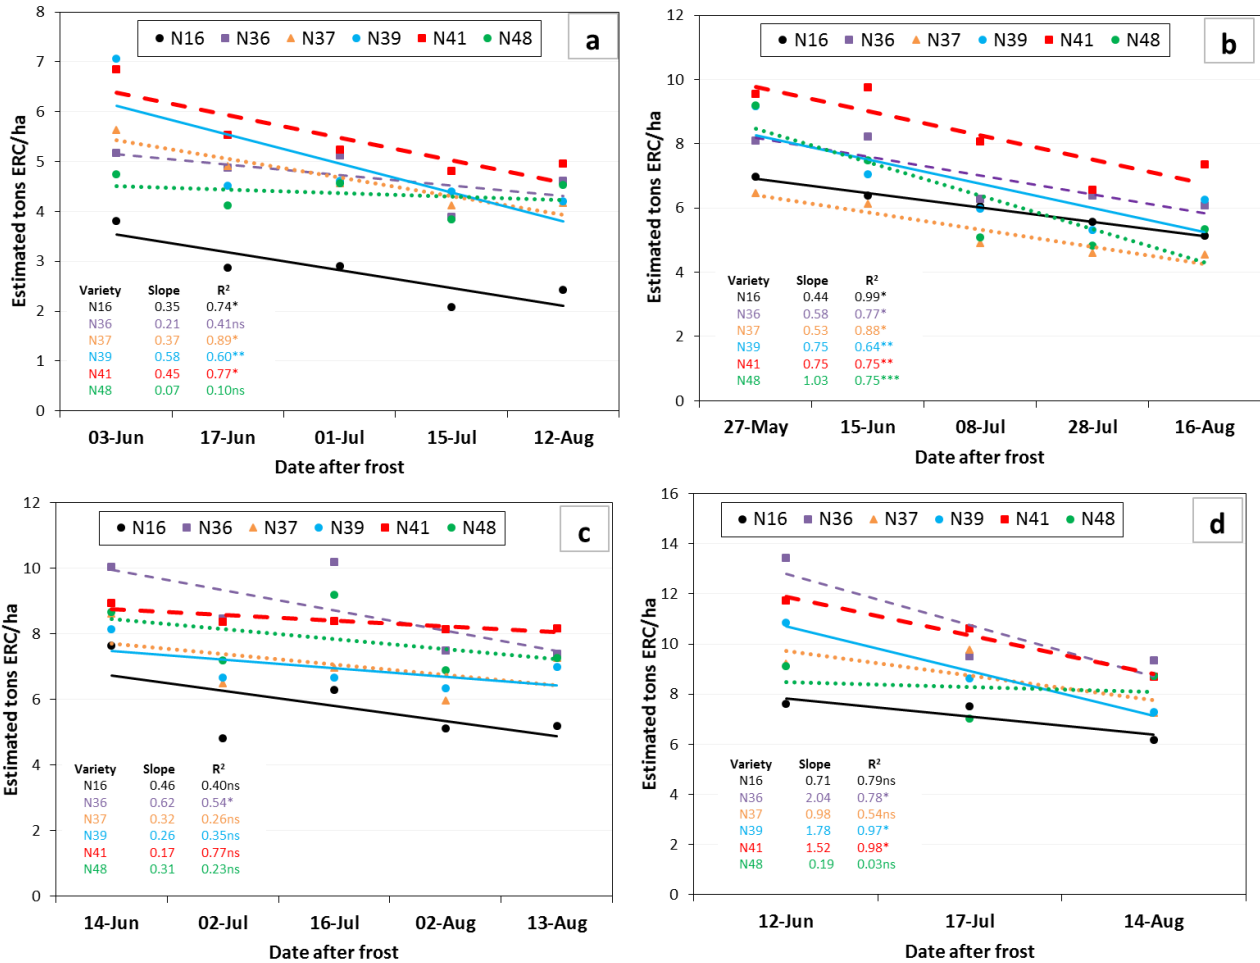 8
7
6
5
4
3
2
1
0
Estimated tons ERC/ha
N16 N36 N37 N39 N41 N48
a
Variety Slope R²
N16 0.35 0.74*
N36 0.21 0.41ns
N37 0.37 0.89*
N39 0.58 0.60**
N41 0.45 0.77*
N48 0.07 0.10ns
03-Jun 17-Jun 01-Jul 15-Jul 12-Aug
Date after frost
12
10
8
6
4
2
0
Estimated tons ERC/ha
N16 N36 N37 N39 N41 N48
b
Variety Slope R²
N16 0.44 0.99*
N36 0.58 0.77*
N37 0.53 0.88*
N39 0.75 0.64**
N41 0.75 0.75**
N48 1.03 0.75***
27-May 15-Jun 08-Jul 28-Jul 16-Aug
Date after frost
12
10
8
6
4
2
0
Estimated tons ERC/ha
N16 N36 N37 N39 N41 N48
c
Variety Slope R²
N16 0.46 0.40ns
N36 0.62 0.54*
N37 0.32 0.26ns
N39 0.26 0.35ns
N41 0.17 0.77ns
N48 0.31 0.23ns
14-Jun 02-Jul 16-Jul 02-Aug 13-Aug
Date after frost
16
14
12
10
8
6
4
2
0
Estimated tons ERC/ha
N16 N36 N37 N39 N41 N48
d
Variety Slope R²
N16 0.71 0.79ns
N36 2.04 0.78*
N37 0.98 0.54ns
N39 1.78 0.97*
N41 1.52 0.98*
N48 0.19 0.03ns
12-Jun 17-Jul 14-Aug
Date after frost